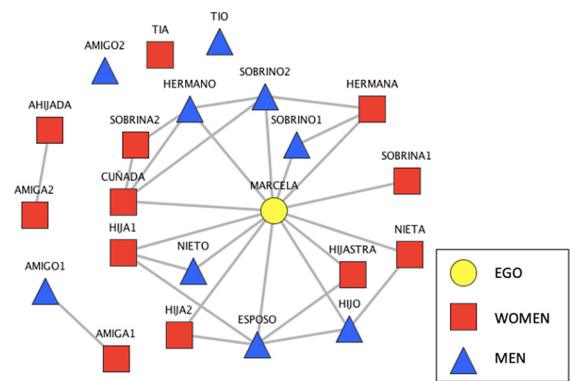 TIO
TIA
AMIGO2
SOBRINO2
HERMANO
HERMANA
AHIJADA
SOBRINA2
SOBRINO1
SOBRINA1
CUÑADA
MARCELA
AMIGA2
HIJA1
NIETO
NIETA
HIJASTRA
AMIGO1
HIJA2
ESPOSO
HIJO
AMIGA1
EGO
WOMEN
MEN